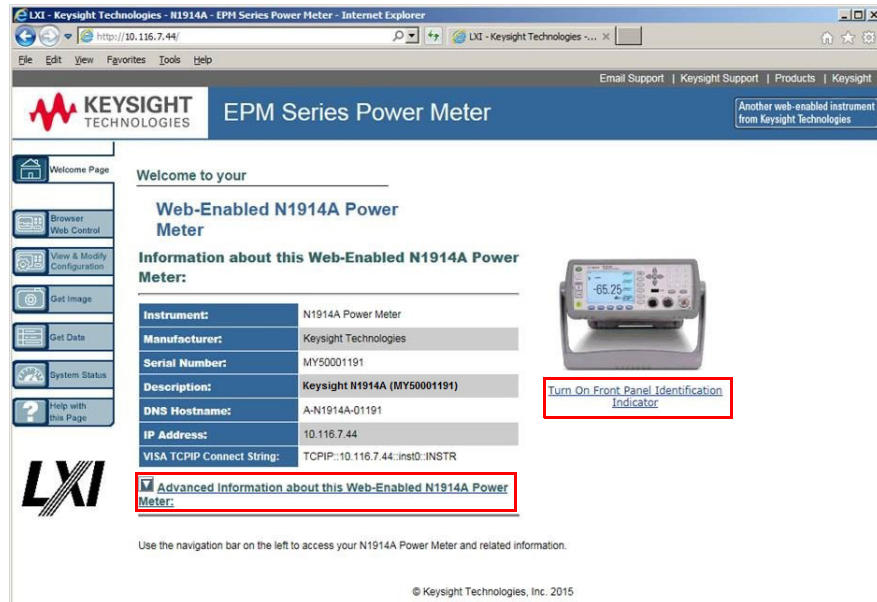 LXI - Keysight Technologies - N1914A - EPM Series Power Meter - Internet Explorer
http://10.116.7.44/
LXI - Keysight Technologies -...
File Edit View Favorites Tools Help
Email Support | Keysight Support | Products | Keysight
KEYSIGHT
TECHNOLOGIES
EPM Series Power Meter
Another web-enabled instrument
from Keysight Technologies
Welcome Page
Browser
Web Control
View & Modify
Configuration
Get Image
Get Data
System Status
Help with
this Page
LXI
Welcome to your
Web-Enabled N1914A Power
Meter
Information about this Web-Enabled N1914A Power
Meter:
Instrument: N1914A Power Meter
Manufacturer: Keysight Technologies
Serial Number: MY50001191
Description: Keysight N1914A (MY50001191)
DNS Hostname: A-N1914A-01191
IP Address: 10.116.7.44
VISA TCPIP Connect String: TCPIP::10.116.7.44::inst0::INSTR
Advanced Information about this Web-Enabled N1914A Power
Meter:
-65.25
Turn On Front Panel Identification
Indicator
Use the navigation bar on the left to access your N1914A Power Meter and related information.
© Keysight Technologies, Inc. 2015